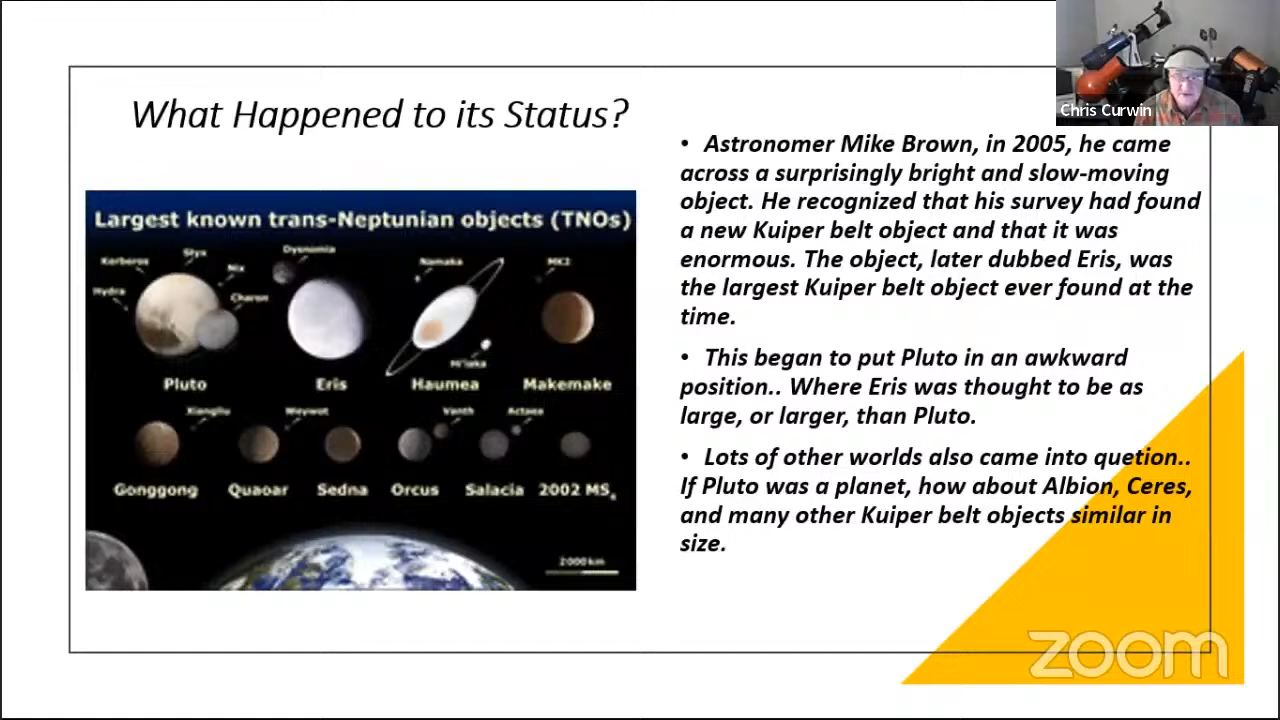 Chris Curwin
What Happened to its Status?
Largest known trans-Neptunian objects (TNOs)
Kerberos
Styx
Nix
Hydra
Charon
Dysnomia
Namaka
Hi'iaka
MK2
Pluto
Eris
Haumea
Makemake
Xiangliu
Weywot
Vanth
Actaea
Gonggong
Quaoar
Sedna
Orcus
Salacia
2002 MS₄
2000 km
• Astronomer Mike Brown, in 2005, he came
across a surprisingly bright and slow-moving
object. He recognized that his survey had found
a new Kuiper belt object and that it was
enormous. The object, later dubbed Eris, was
the largest Kuiper belt object ever found at the
time.
• This began to put Pluto in an awkward
position.. Where Eris was thought to be as
large, or larger, than Pluto.
• Lots of other worlds also came into quetion..
If Pluto was a planet, how about Albion, Ceres,
and many other Kuiper belt objects similar in
size.
zoom